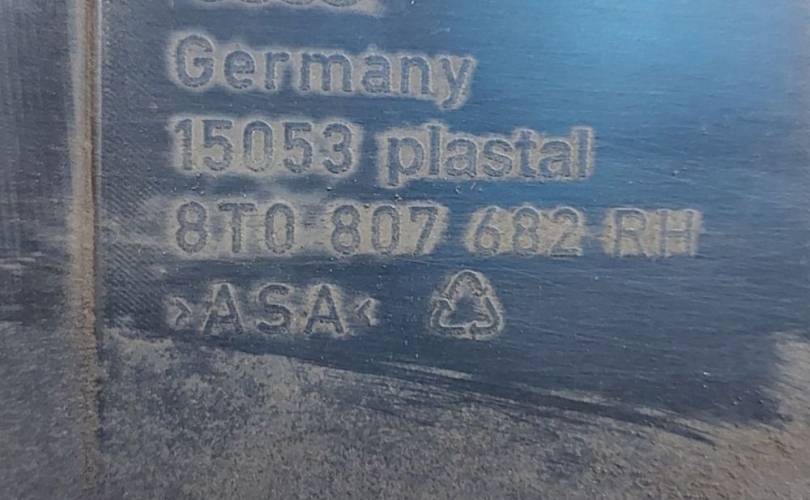 Germany
15053 plastal
8T0 807 682 RH
>ASA<